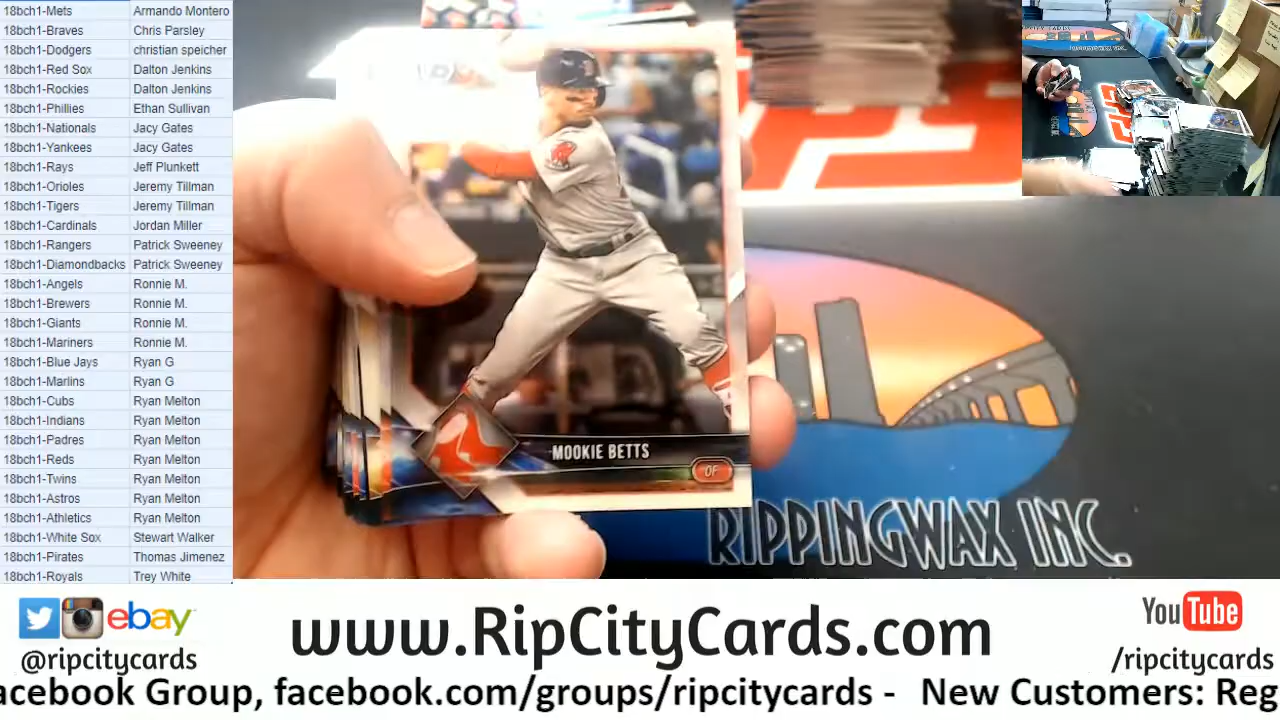 18bch1-Mets Armando Montero
18bch1-Braves Chris Parsley
18bch1-Dodgers christian speicher
18bch1-Red Sox Dalton Jenkins
18bch1-Rockies Dalton Jenkins
18bch1-Phillies Ethan Sullivan
18bch1-Nationals Jacy Gates
18bch1-Yankees Jacy Gates
18bch1-Rays Jeff Plunkett
18bch1-Orioles Jeremy Tillman
18bch1-Tigers Jeremy Tillman
18bch1-Cardinals Jordan Miller
18bch1-Rangers Patrick Sweeney
18bch1-Diamondbacks Patrick Sweeney
18bch1-Angels Ronnie M.
18bch1-Brewers Ronnie M.
18bch1-Giants Ronnie M.
18bch1-Mariners Ronnie M.
18bch1-Blue Jays Ryan G
18bch1-Marlins Ryan G
18bch1-Cubs Ryan Melton
18bch1-Indians Ryan Melton
18bch1-Padres Ryan Melton
18bch1-Reds Ryan Melton
18bch1-Twins Ryan Melton
18bch1-Astros Ryan Melton
18bch1-Athletics Ryan Melton
18bch1-White Sox Stewart Walker
18bch1-Pirates Thomas Jimenez
18bch1-Royals Trey White
MOOKIE BETTS
OF
RIPPINGWAX INC.
ebay
@ripcitycards
www.RipCityCards.com
YouTube
/ripcitycards
acebook Group, facebook.com/groups/ripcitycards - New Customers: Reg